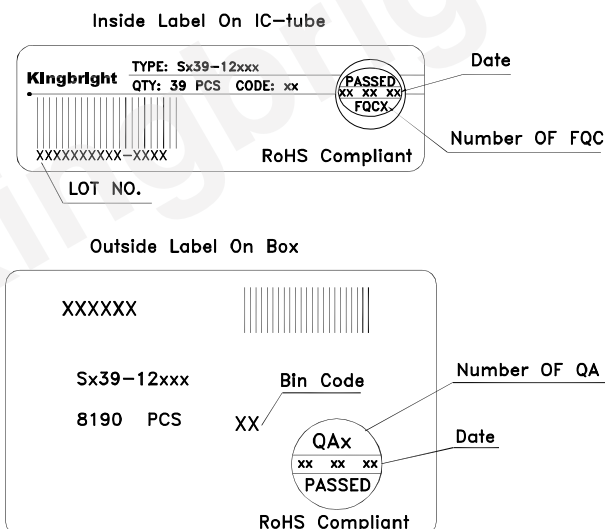 Inside Label On IC-tube
TYPE: Sx39-12xxx
Kingbright
QTY: 39 PCS CODE: xx
PASSED
xx xx xx
FQCX
Date
Number OF FQC
XXXXXXXXXX-XXXX
RoHS Compliant
LOT NO.
Outside Label On Box
XXXXXX
Sx39-12xxx
Bin Code
Number OF QA
8190 PCS
XX
QAx
xx xx xx
PASSED
Date
RoHS Compliant